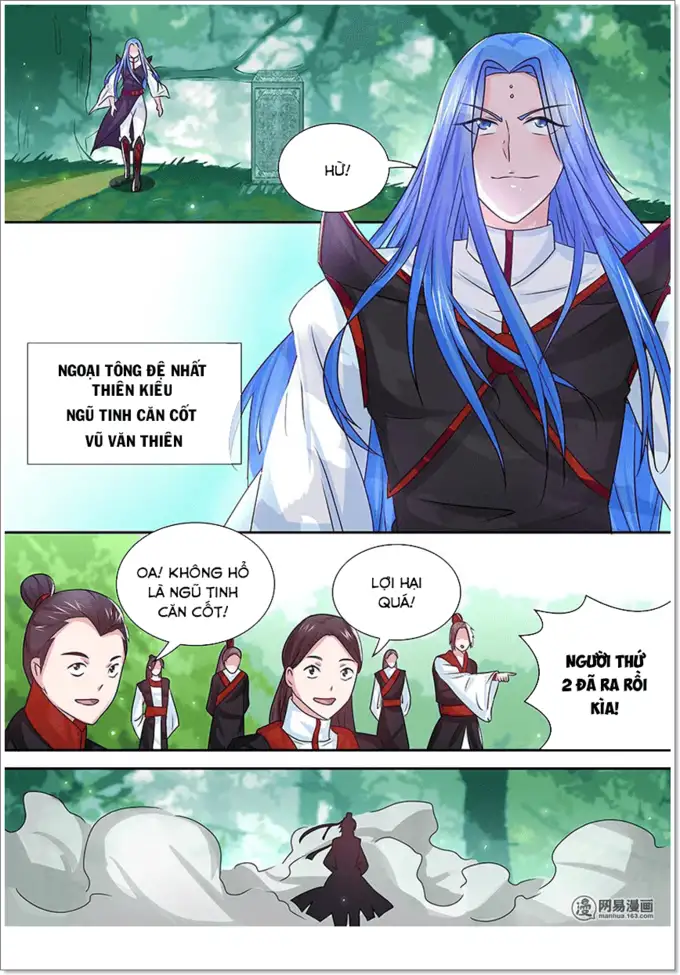 HỪ!
NGOẠI TÔNG ĐỆ NHẤT
THIÊN KIỀU
NGŨ TINH CĂN CỐT
VŨ VĂN THIÊN
OA! KHÔNG HỔ
LÀ NGŨ TINH
CĂN CỐT!
LỢI HẠI
QUÁ!
NGƯỜI THỨ
2 ĐÃ RA RỒI
KÌA!
漫 网易漫画
manhua.163.com